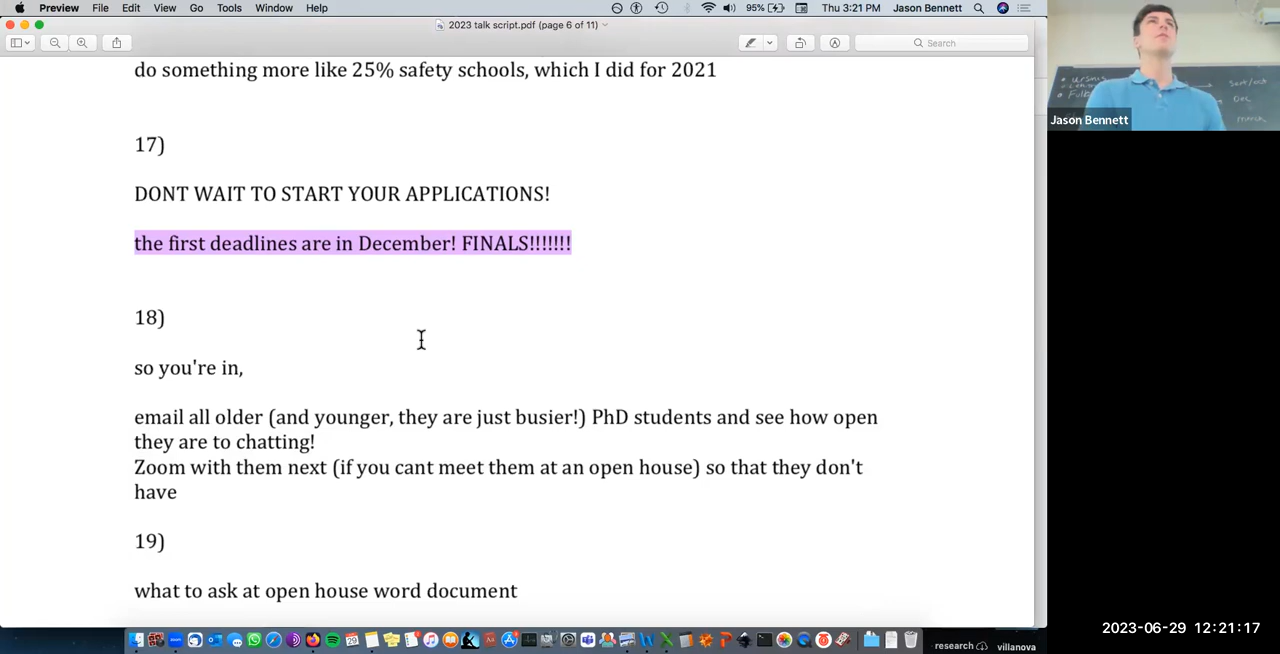 Preview File Edit View Go Tools Window Help 95% Thu 3:21 PM Jason Bennett
2023 talk script.pdf (page 6 of 11)
Search
do something more like 25% safety schools, which I did for 2021
17)
DONT WAIT TO START YOUR APPLICATIONS!
the first deadlines are in December! FINALS!!!!!!!
18)
so you're in,
email all older (and younger, they are just busier!) PhD students and see how open
they are to chatting!
Zoom with them next (if you cant meet them at an open house) so that they don't
have
19)
what to ask at open house word document
Jason Bennett
2023-06-29 12:21:17
research villanova